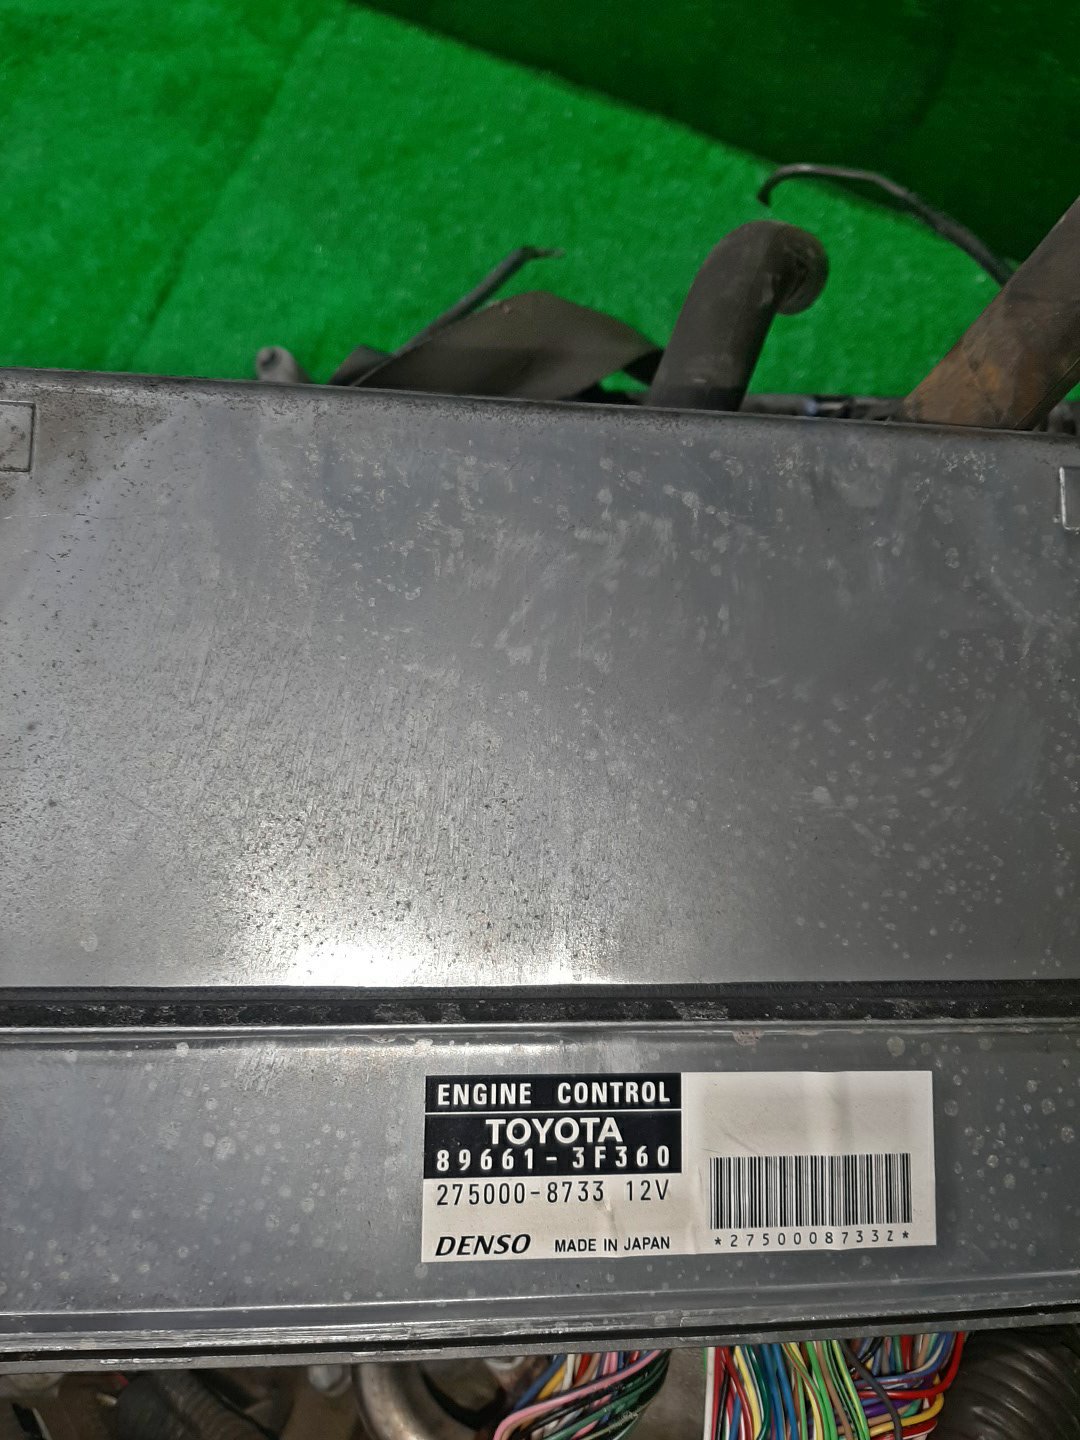 ENGINE CONTROL
TOYOTA
89661-3F360
275000-8733 12V
DENSO MADE IN JAPAN
*2750008733Z*